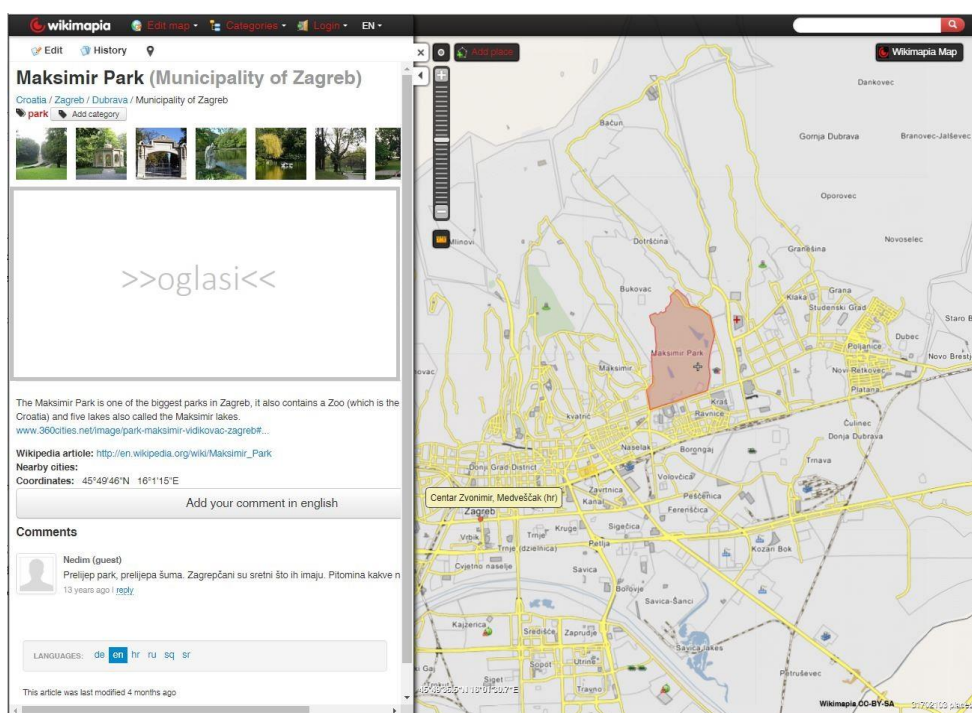 wikimapia Edit map Categories Login EN
Edit History
Maksimir Park (Municipality of Zagreb)
Croatia / Zagreb / Dubrava / Municipality of Zagreb
park Add category
>>oglasi<<
The Maksimir Park is one of the biggest parks in Zagreb, it also contains a Zoo (which is the
Croatia) and five lakes also called the Maksimir lakes.
www.360cities.net/image/park-maksimir-vidikovac-zagreb#...
Wikipedia article: http://en.wikipedia.org/wiki/Maksimir_Park
Nearby cities:
Coordinates: 45°49'46"N 16°1'15"E
Add your comment in english
Comments
Nedim (guest)
Prelijep park, prelijepa šuma. Zagrepčani su sretni što ih imaju. Pitomina kakve n
13 years ago | reply
LANGUAGES: de en hr ru sq sr
This article was last modified 4 months ago
Add place
Wikimapia Map
Dankovec
Bačun
Gornja Dubrava Branovec-Jalševec
Oporovec
Mlinovi Dotrščina Novoselec
Granešina
Bukovac
Klaka Grana
Studenski Grad
Staro B
Dubec
Maksimir Park Poljanice
Novo Brestj
Maksimir Novi Retkovec
Platana
Kraš
kvatrić Ravnice
Čulinec
Donja Dubrava
Naselak Borongaj
Trnava
Donji Grad District
Volovčica
Zavrtnica Peščenica
Centar Zvonimir, Medveščak (hr)
Kanal Ferenščica
Zagreb
Kruge Sigečica
Vrbik Trnje
Trnje (dzielnica) Petlja Kozari Bok
Cvjetno naselje Savica
Borovje
Savica-Šanci
Kajzerica
Središče Zapruđe
Savica lakes
Sopot Utrine
Siget Petruševec
Travno
Wikimapia CC-BY-SA